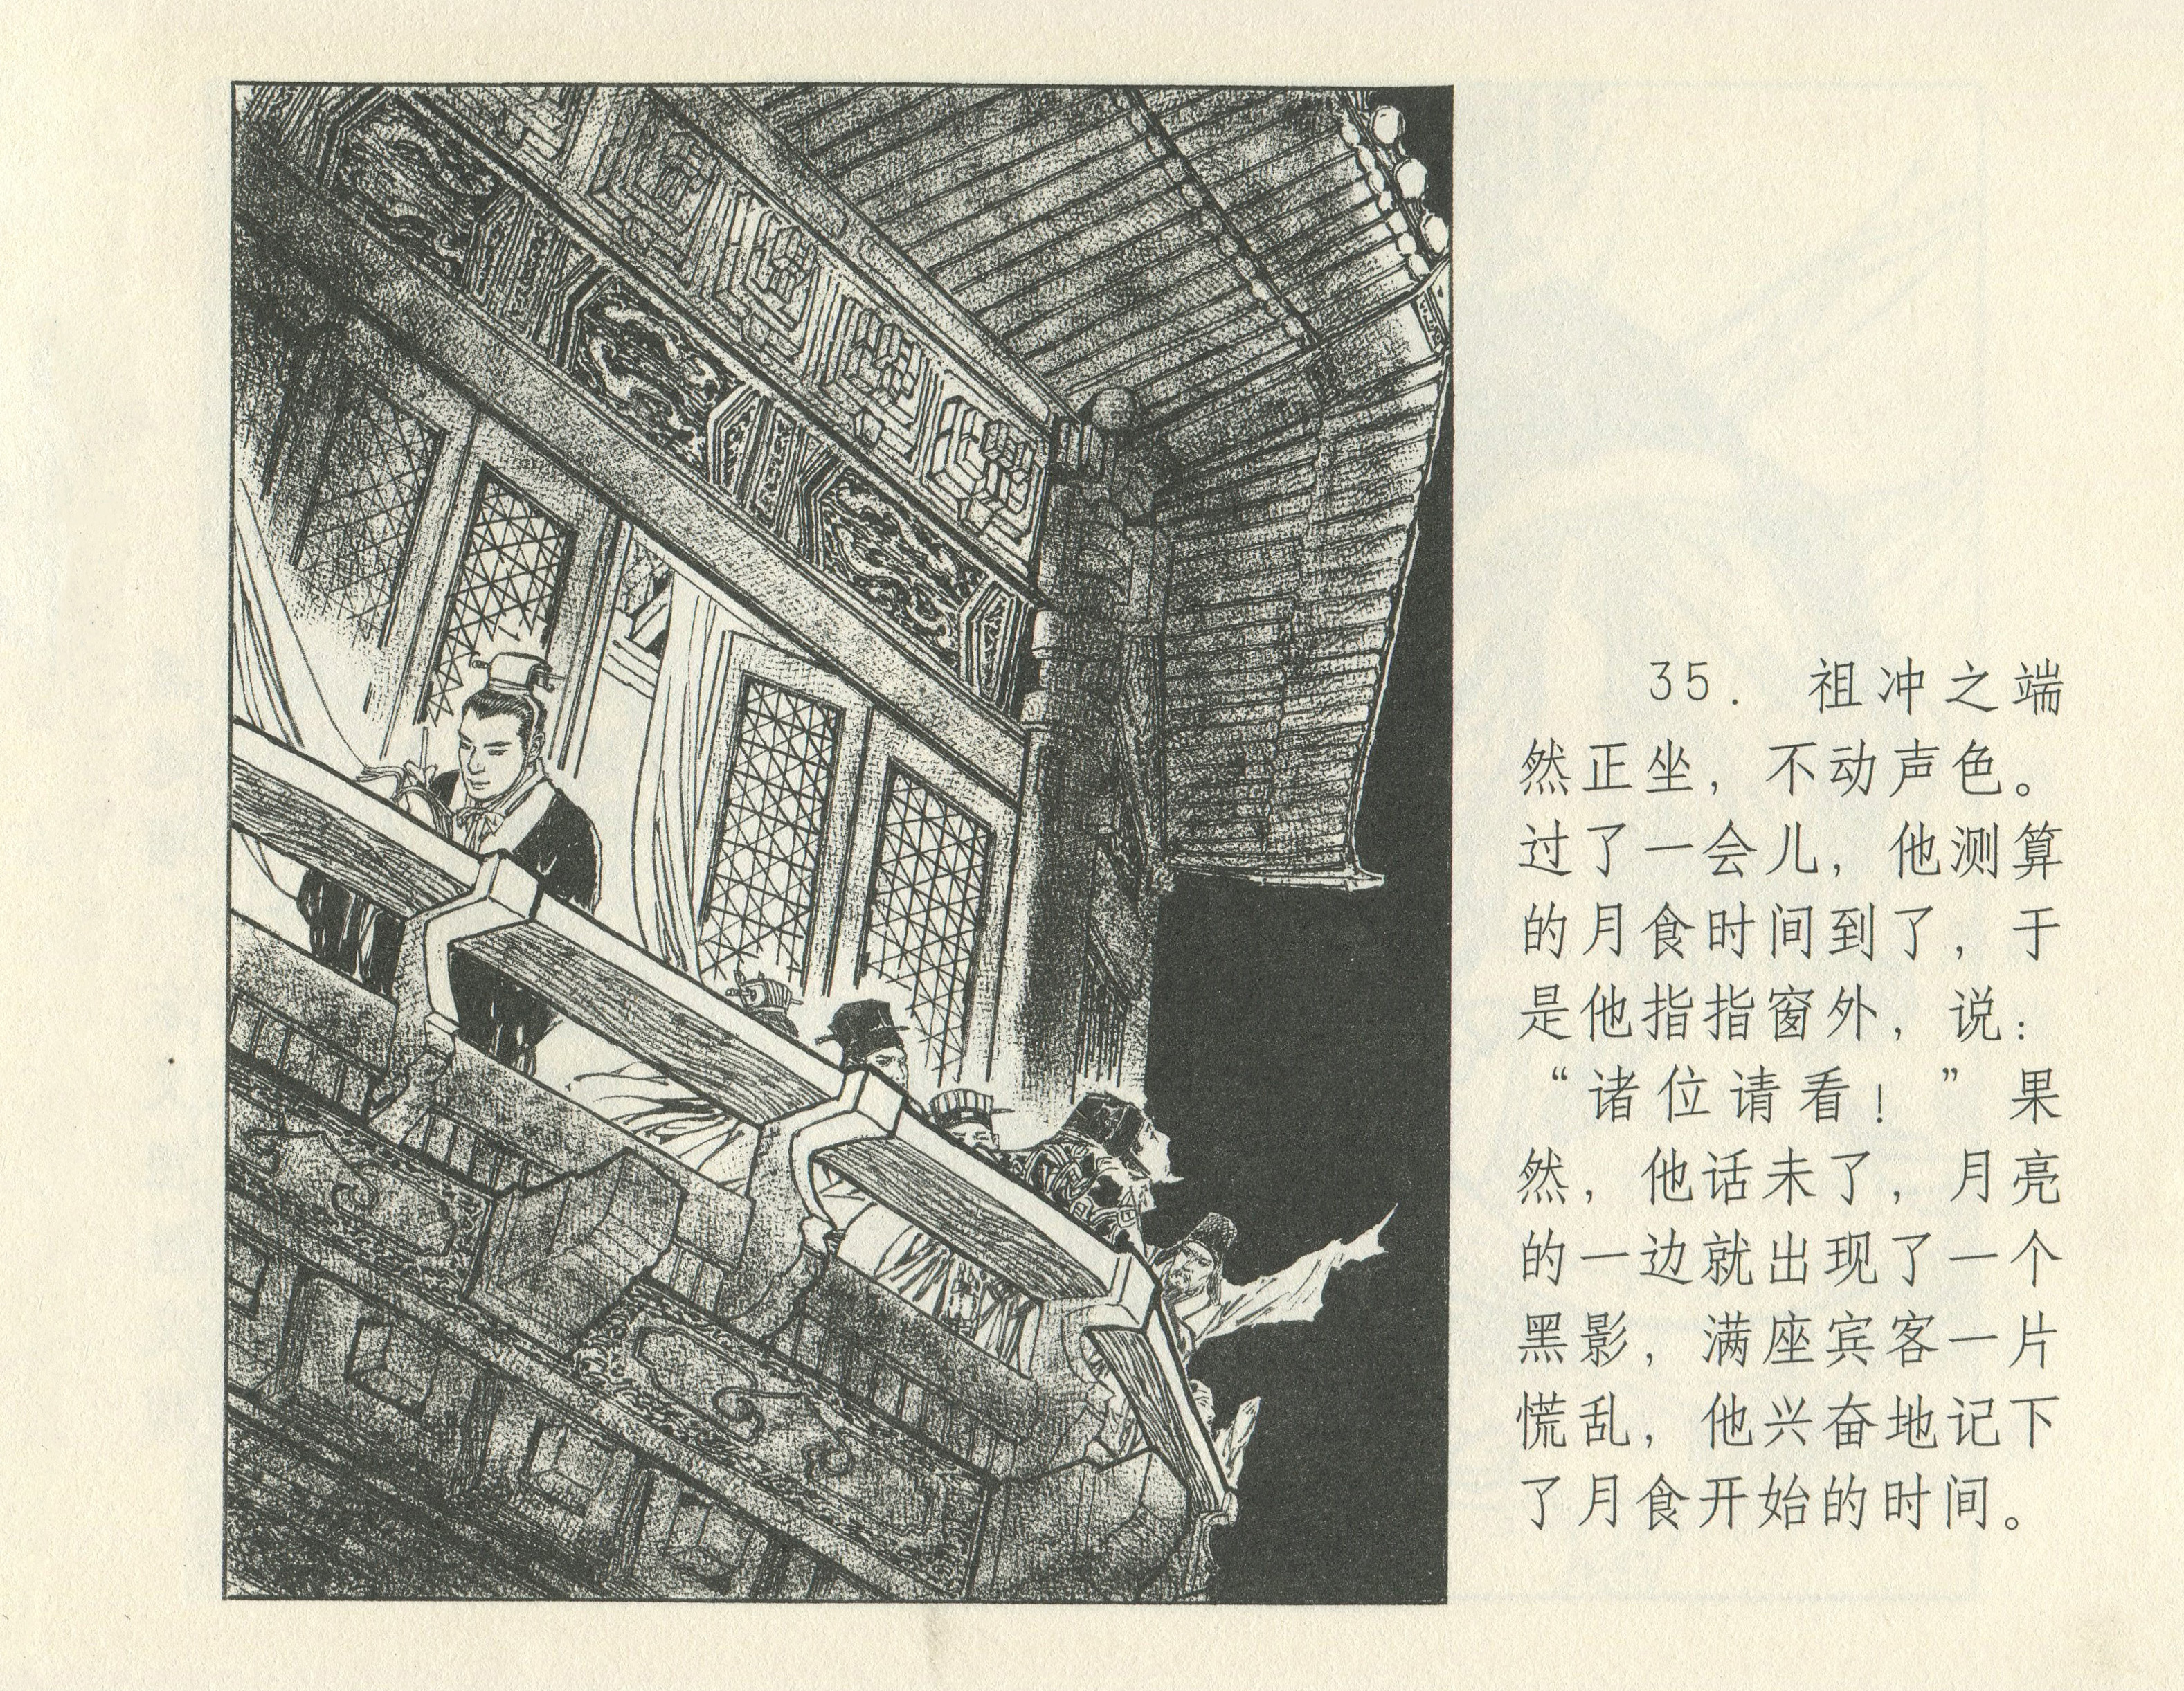 35. 祖冲之端
然正坐，不动声色。
过了一会儿，他测算
的月食时间到了，于
是他指指窗外，说：
“诸位请看！”果
然，他话未了，月亮
的一边就出现了一个
黑影，满座宾客一片
慌乱，他兴奋地记下
了月食开始的时间。